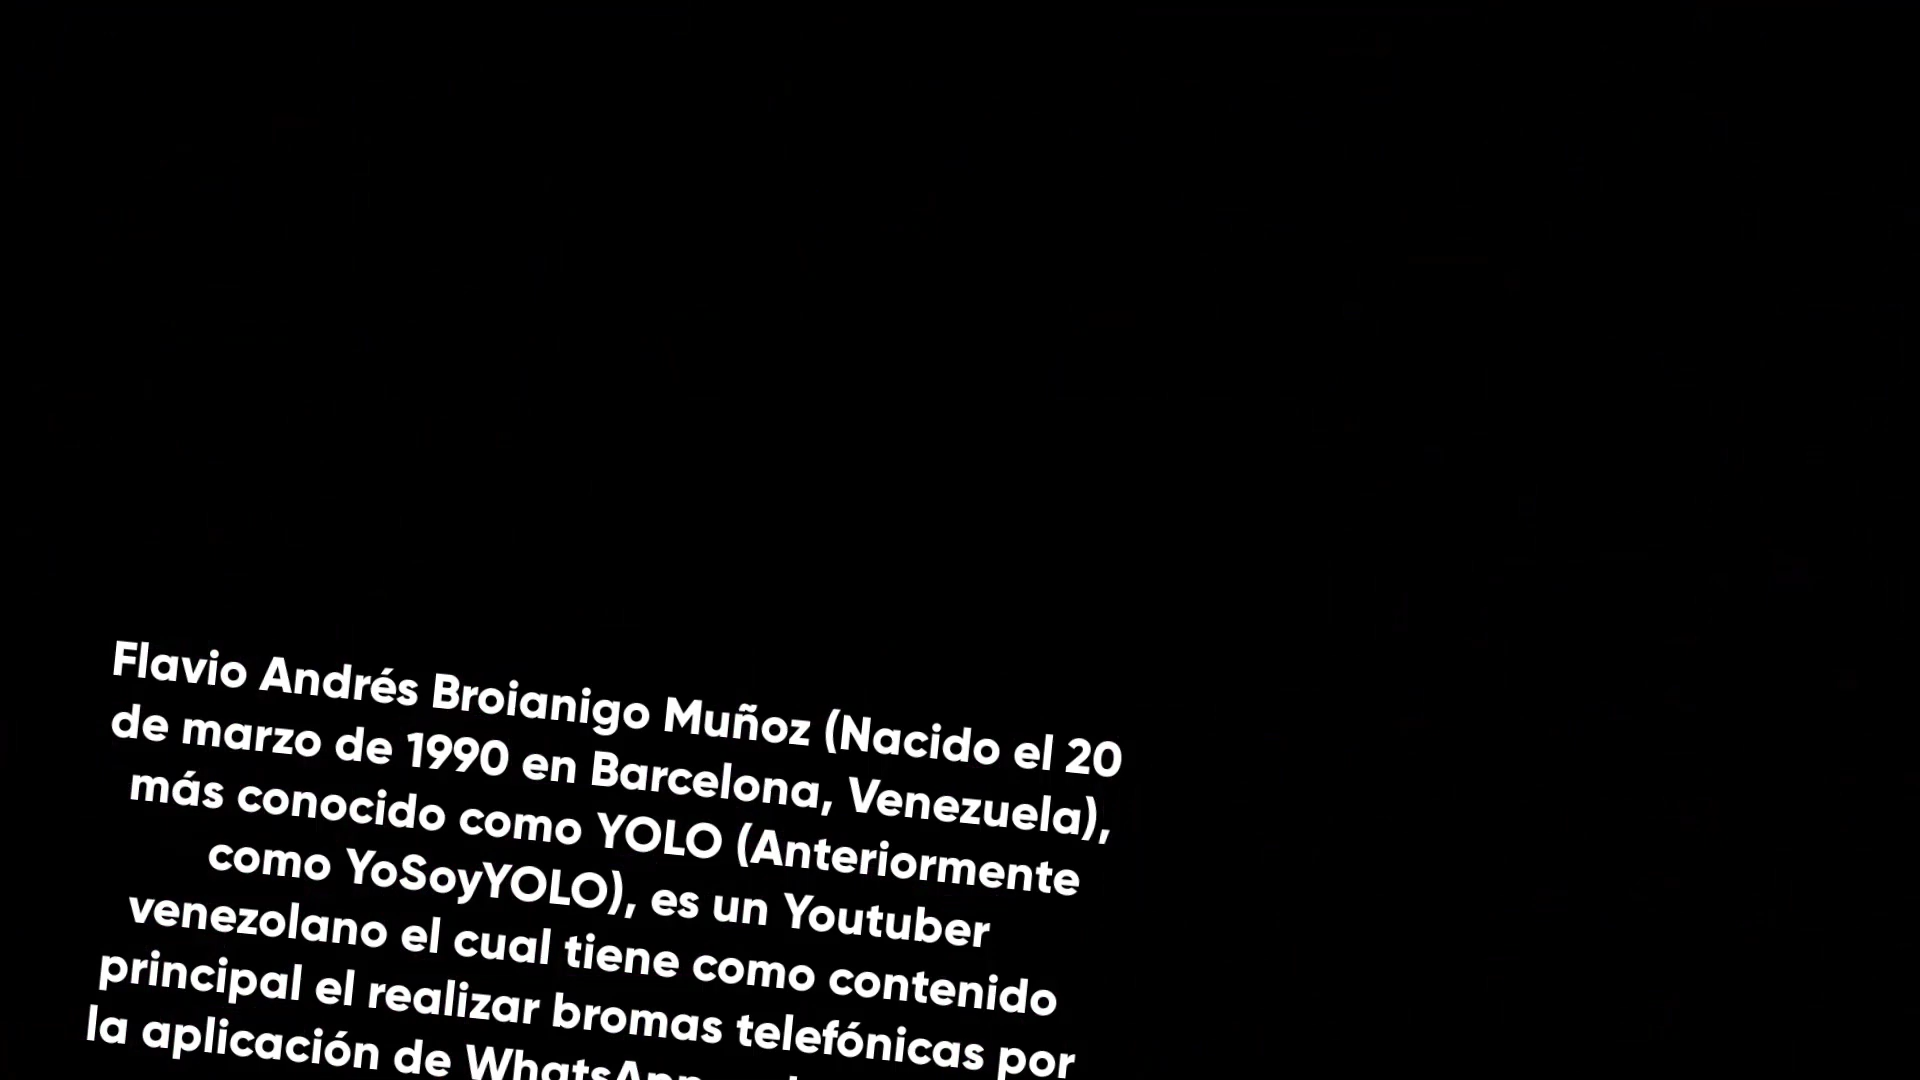 Flavio Andrés Broianigo Muñoz (Nacido el 20
de marzo de 1990 en Barcelona, Venezuela),
más conocido como YOLO (Anteriormente
como YoSoyYOLO), es un Youtuber
venezolano el cual tiene como contenido
principal el realizar bromas telefónicas por
la aplicación de WhatsApp